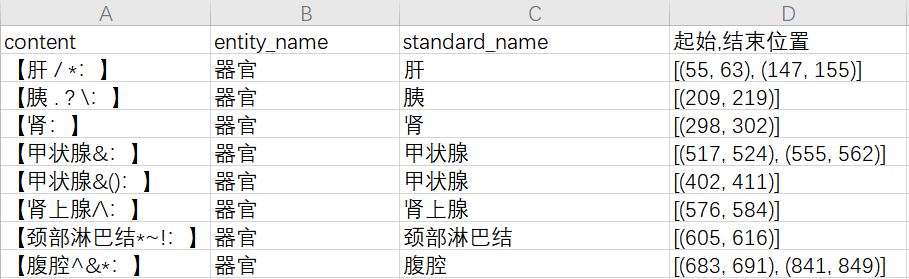 A B C D
content entity_name standard_name 起始,结束位置
【肝 / *：】 器官 肝 [(55, 63), (147, 155)]
【胰 . ? \：】 器官 胰 [(209, 219)]
【肾：】 器官 肾 [(298, 302)]
【甲状腺&：】 器官 甲状腺 [(517, 524), (555, 562)]
【甲状腺&()：】 器官 甲状腺 [(402, 411)]
【肾上腺/\：】 器官 肾上腺 [(576, 584)]
【颈部淋巴结*~!：】 器官 颈部淋巴结 [(605, 616)]
【腹腔^&*：】 器官 腹腔 [(683, 691), (841, 849)]